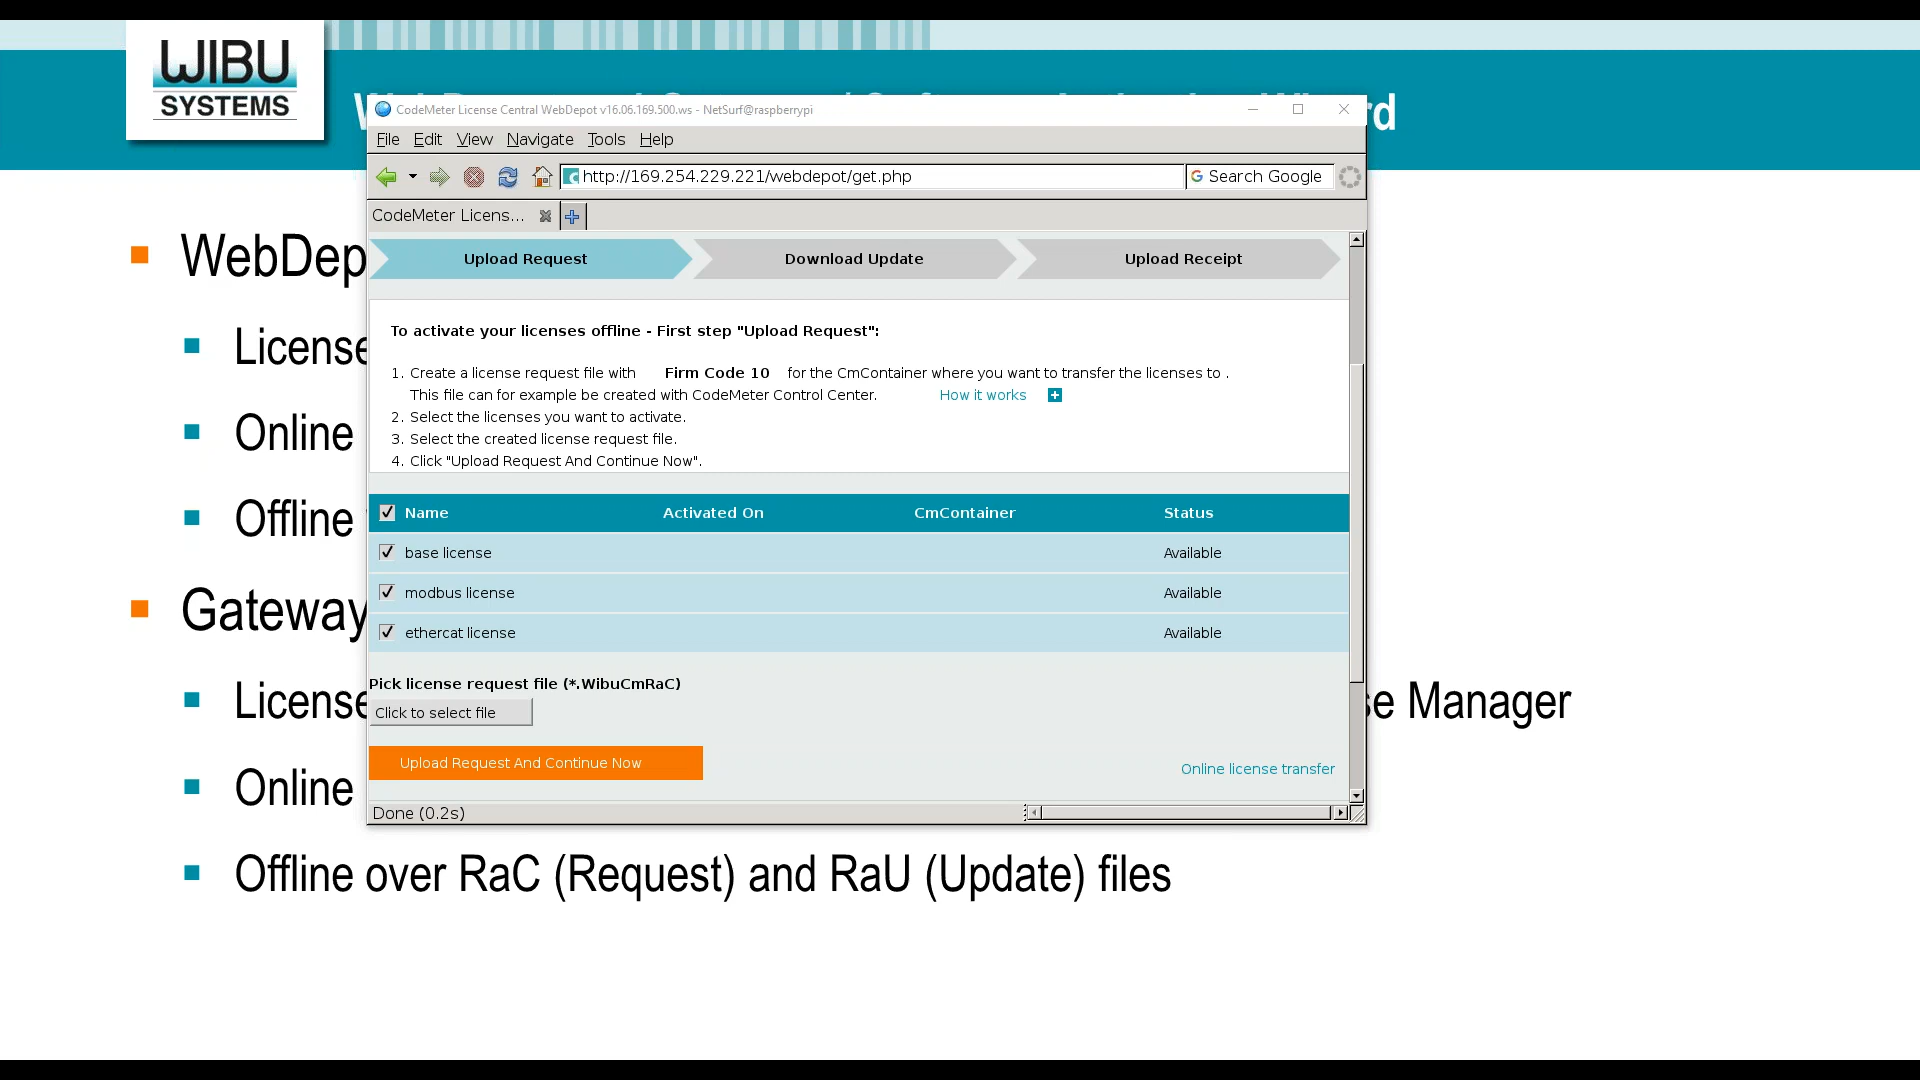 WIBU
SYSTEMS
CodeMeter License Central WebDepot v16.06.169.500.ws - NetSurf@raspberrypi
File Edit View Navigate Tools Help
http://169.254.229.221/webdepot/get.php
Search Google
CodeMeter Licens...
Upload Request
Download Update
Upload Receipt
To activate your licenses offline - First step "Upload Request":
1. Create a license request file with Firm Code 10 for the CmContainer where you want to transfer the licenses to .
This file can for example be created with CodeMeter Control Center. How it works
2. Select the licenses you want to activate.
3. Select the created license request file.
4. Click "Upload Request And Continue Now".
Name Activated On CmContainer Status
base license Available
modbus license Available
ethercat license Available
Pick license request file (*.WibuCmRaC)
Click to select file
Upload Request And Continue Now
Online license transfer
Done (0.2s)
WebDep
License
Online
Offline
Gateway
License
Manager
Online
Offline over RaC (Request) and RaU (Update) files